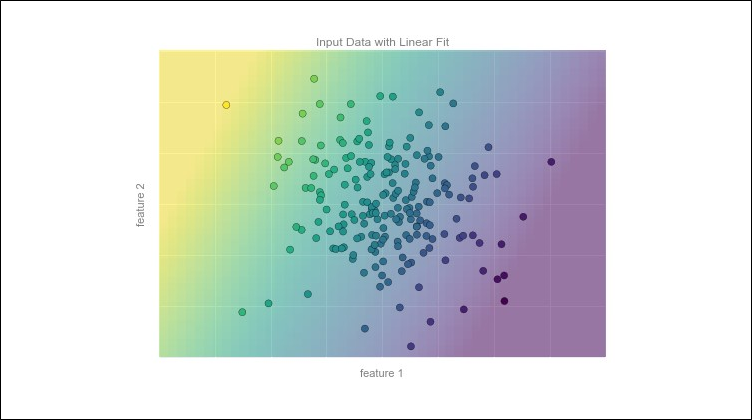 Input Data with Linear Fit
feature 2
feature 1